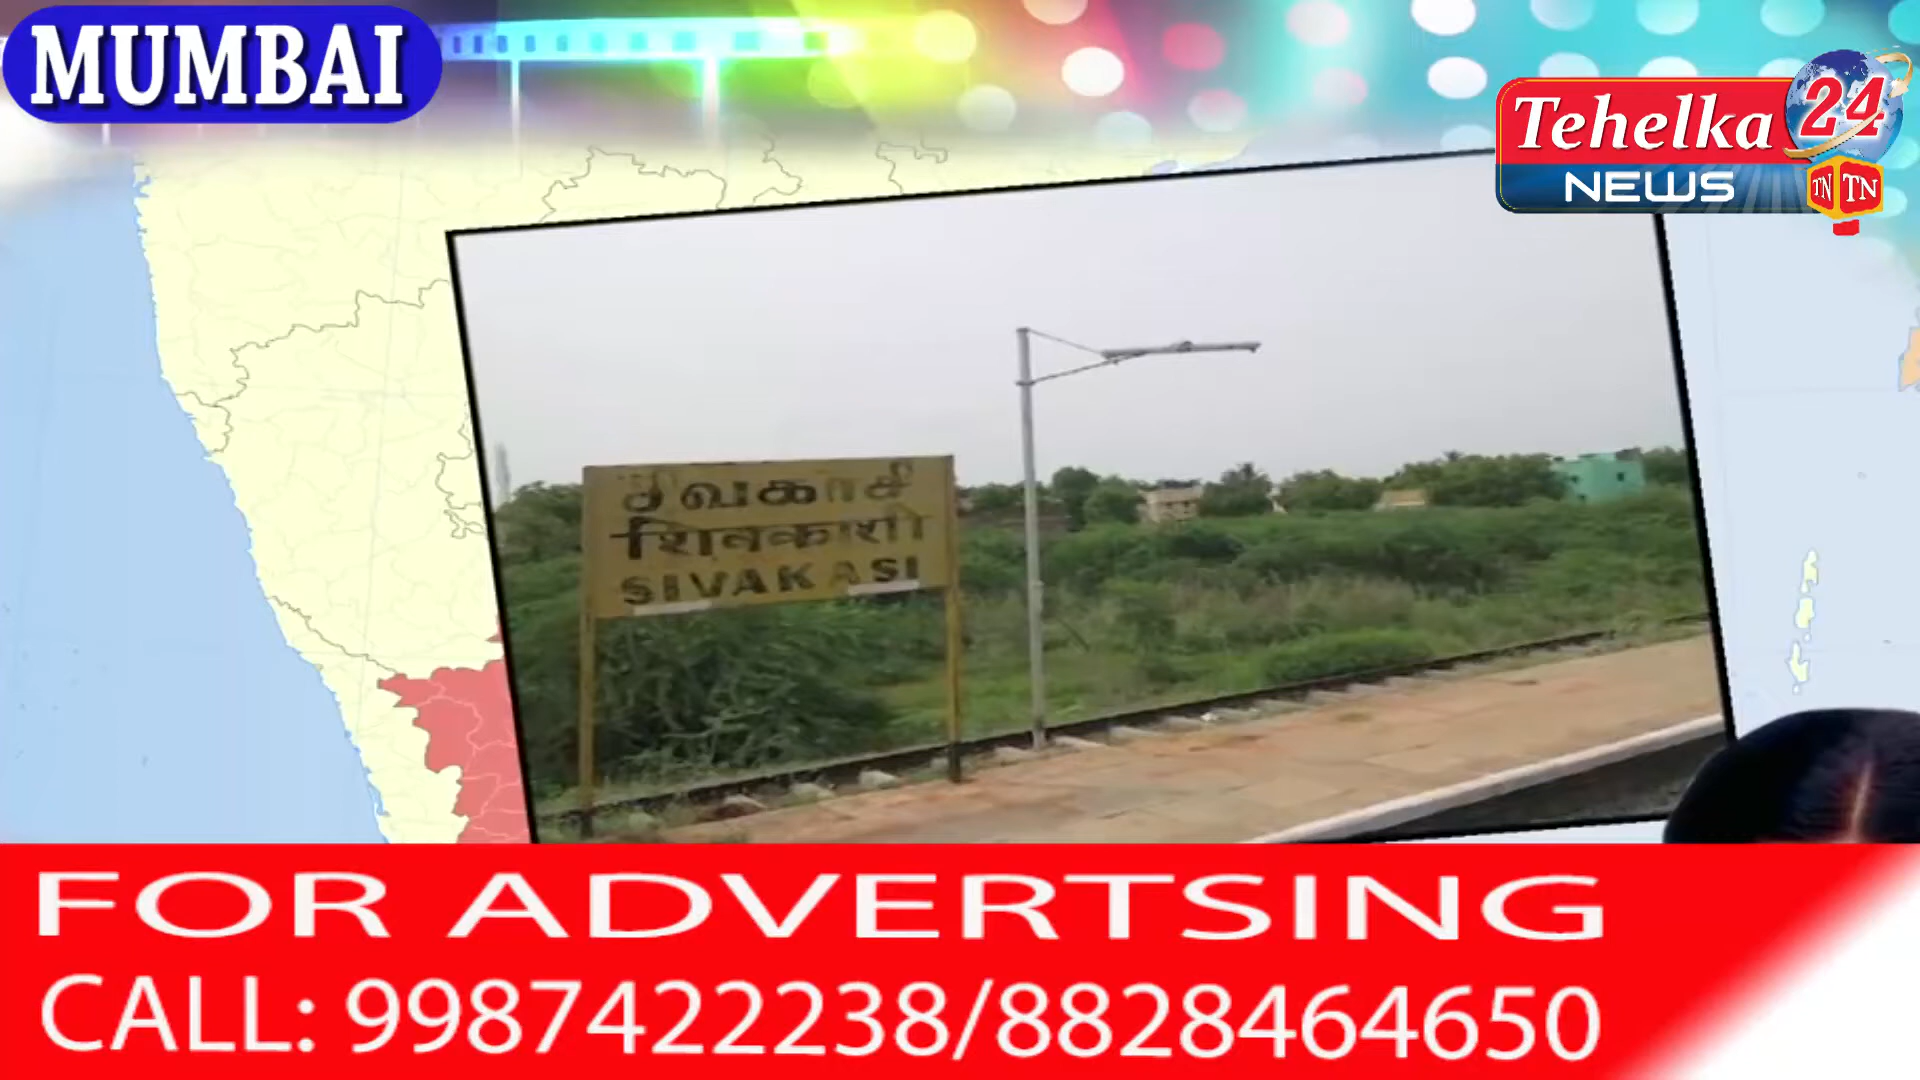 MUMBAI
Tehelka 24
NEWS
TN TN
சிவகாசி
शिवकाशी
SIVAKASI
FOR ADVERTSING
CALL: 9987422238/8828464650